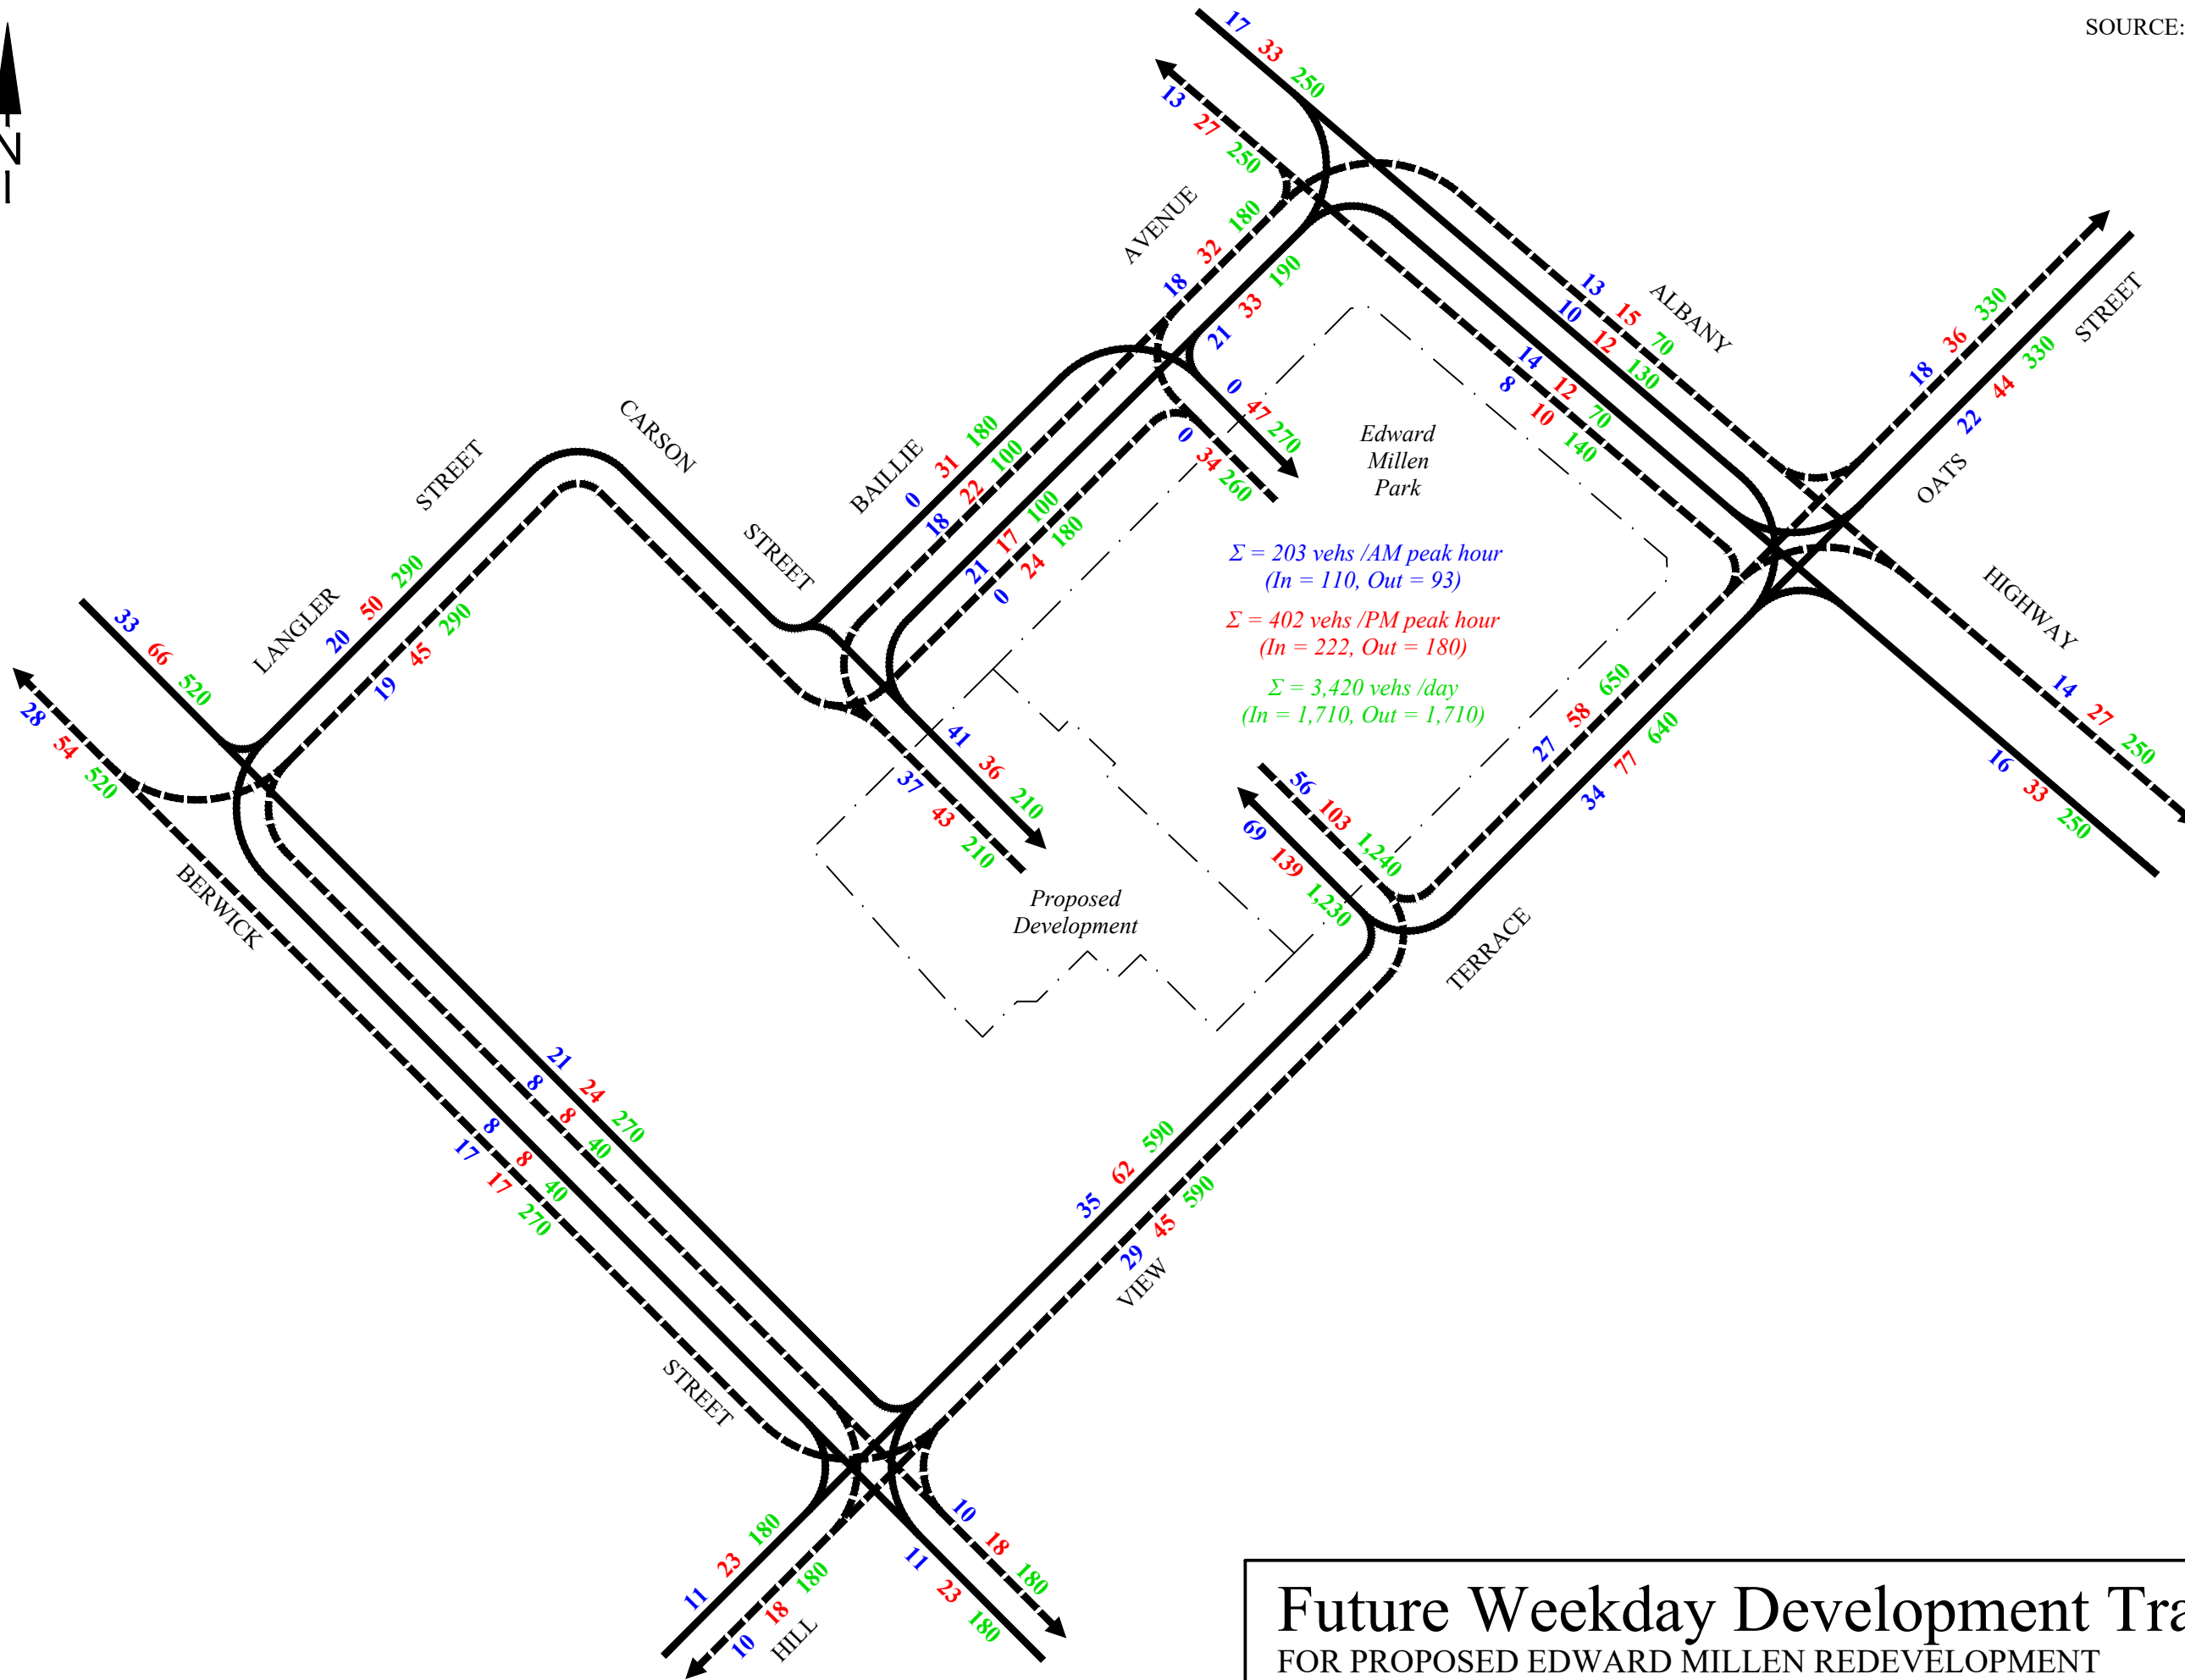 SOURCE:
N
17 33 250
13 27 250
AVENUE
18 32 180
21 33 190
13 15 70
10 12 130
ALBANY
14 12 70
8 10 140
18 36 330
22 44 330
STREET
OATS
HIGHWAY
14 27 250
16 33 250
0 47 270
0 34 260
Edward
Millen
Park
CARSON
STREET
BAILLIE
0 31 180
18 22 100
21 17 100
0 24 180
STREET
LANGLER
20 50 290
19 45 290
33 66 520
28 54 520
Σ = 203 vehs /AM peak hour
(In = 110, Out = 93)
Σ = 402 vehs /PM peak hour
(In = 222, Out = 180)
Σ = 3,420 vehs /day
(In = 1,710, Out = 1,710)
41 36 210
37 43 210
27 58 650
34 77 640
56 103 1,240
69 139 1,230
Proposed
Development
TERRACE
BERWICK
21 24 270
8 8 40
8 8 40
17 17 270
35 62 590
29 45 590
VIEW
STREET
11 23 180
10 18 180
HILL
10 18 180
11 23 180
Future Weekday Development Tra
FOR PROPOSED EDWARD MILLEN REDEVELOPMENT